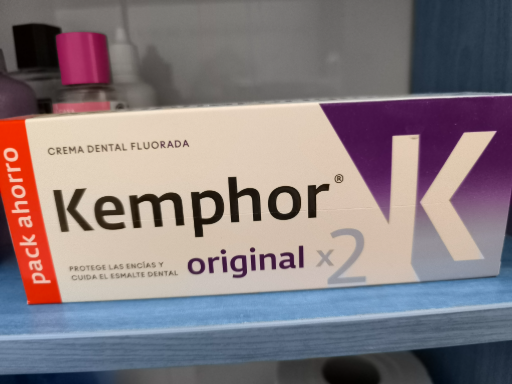 pack ahorro
CREMA DENTAL FLUORADA
Kemphor®
PROTEGE LAS ENCÍAS Y
CUIDA EL ESMALTE DENTAL
original x2
K